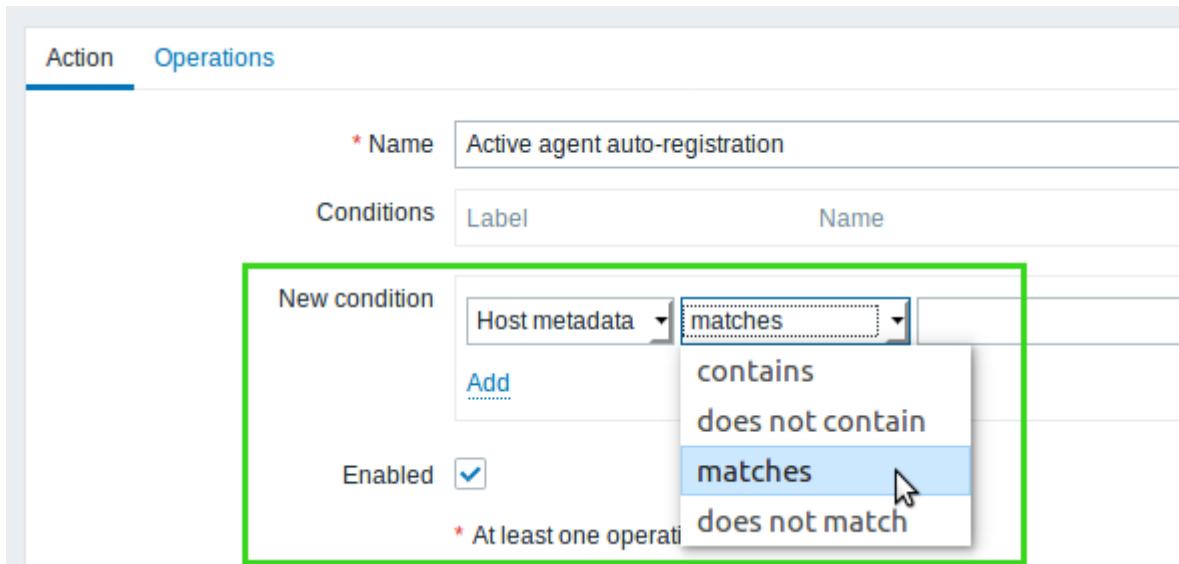 Action Operations
* Name Active agent auto-registration
Conditions Label Name
New condition Host metadata matches
contains
Add
does not contain
matches
Enabled
does not match
* At least one operati